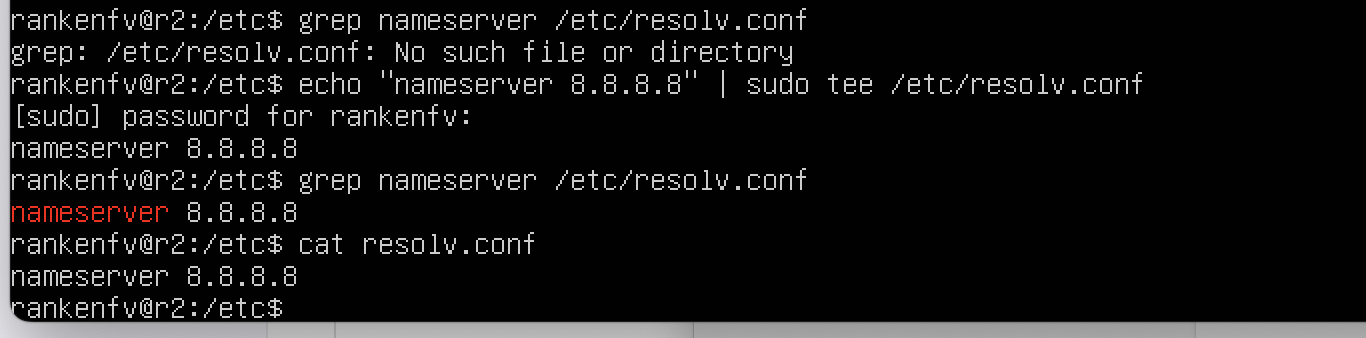 rankenfv@r2:/etc$ grep nameserver /etc/resolv.conf
grep: /etc/resolv.conf: No such file or directory
rankenfv@r2:/etc$ echo "nameserver 8.8.8.8" | sudo tee /etc/resolv.conf
[sudo] password for rankenfv:
nameserver 8.8.8.8
rankenfv@r2:/etc$ grep nameserver /etc/resolv.conf
nameserver 8.8.8.8
rankenfv@r2:/etc$ cat resolv.conf
nameserver 8.8.8.8
rankenfv@r2:/etc$